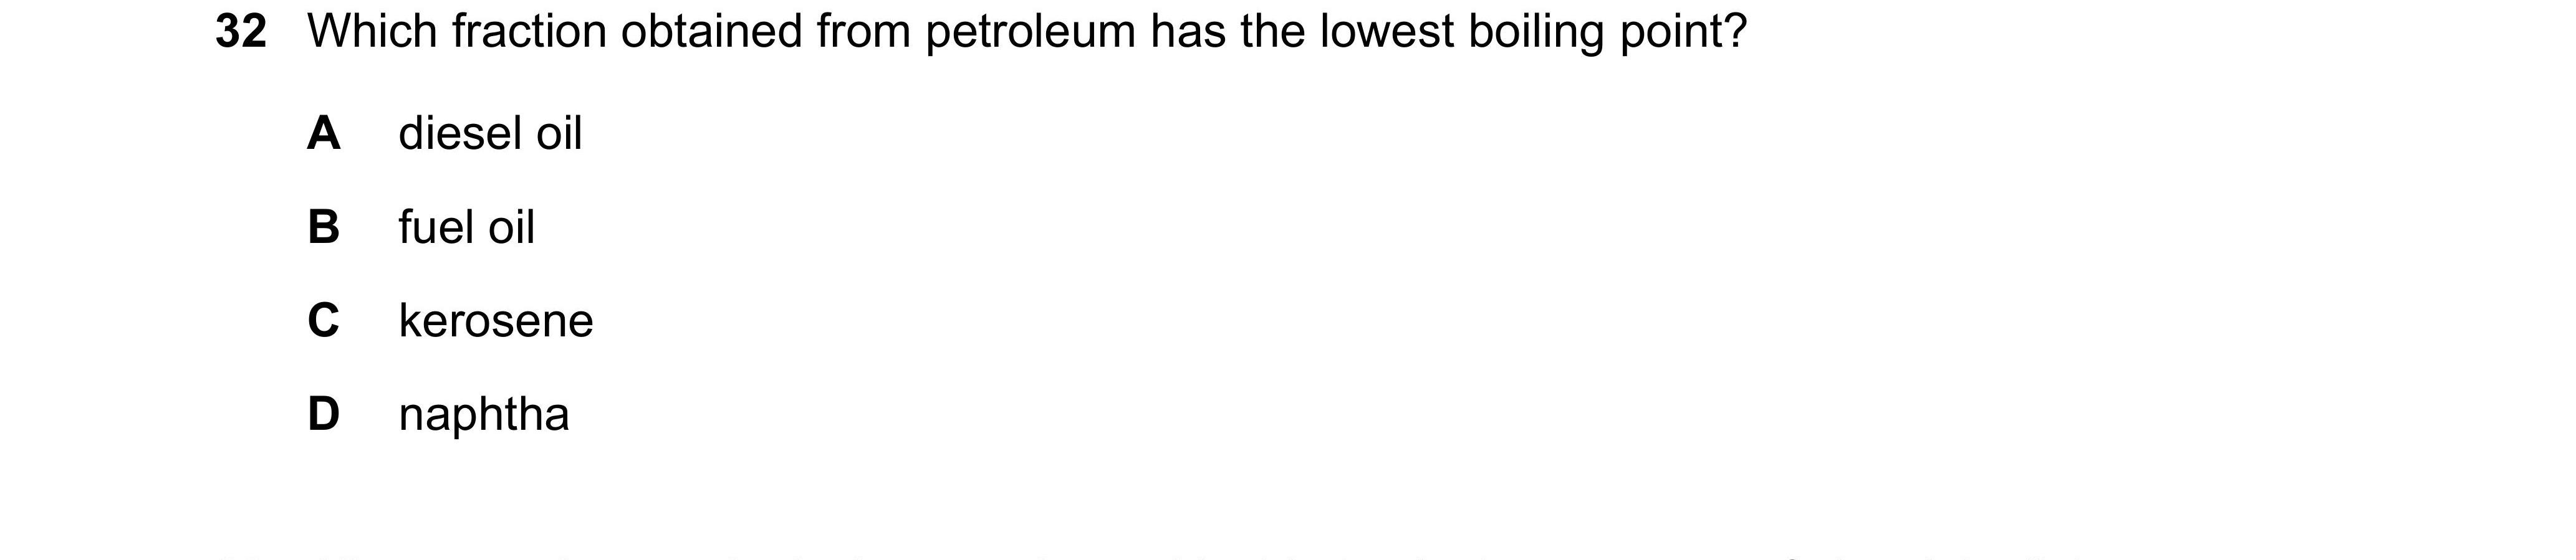 32 Which fraction obtained from petroleum has the lowest boiling point?
A diesel oil
B fuel oil
C kerosene
D naphtha